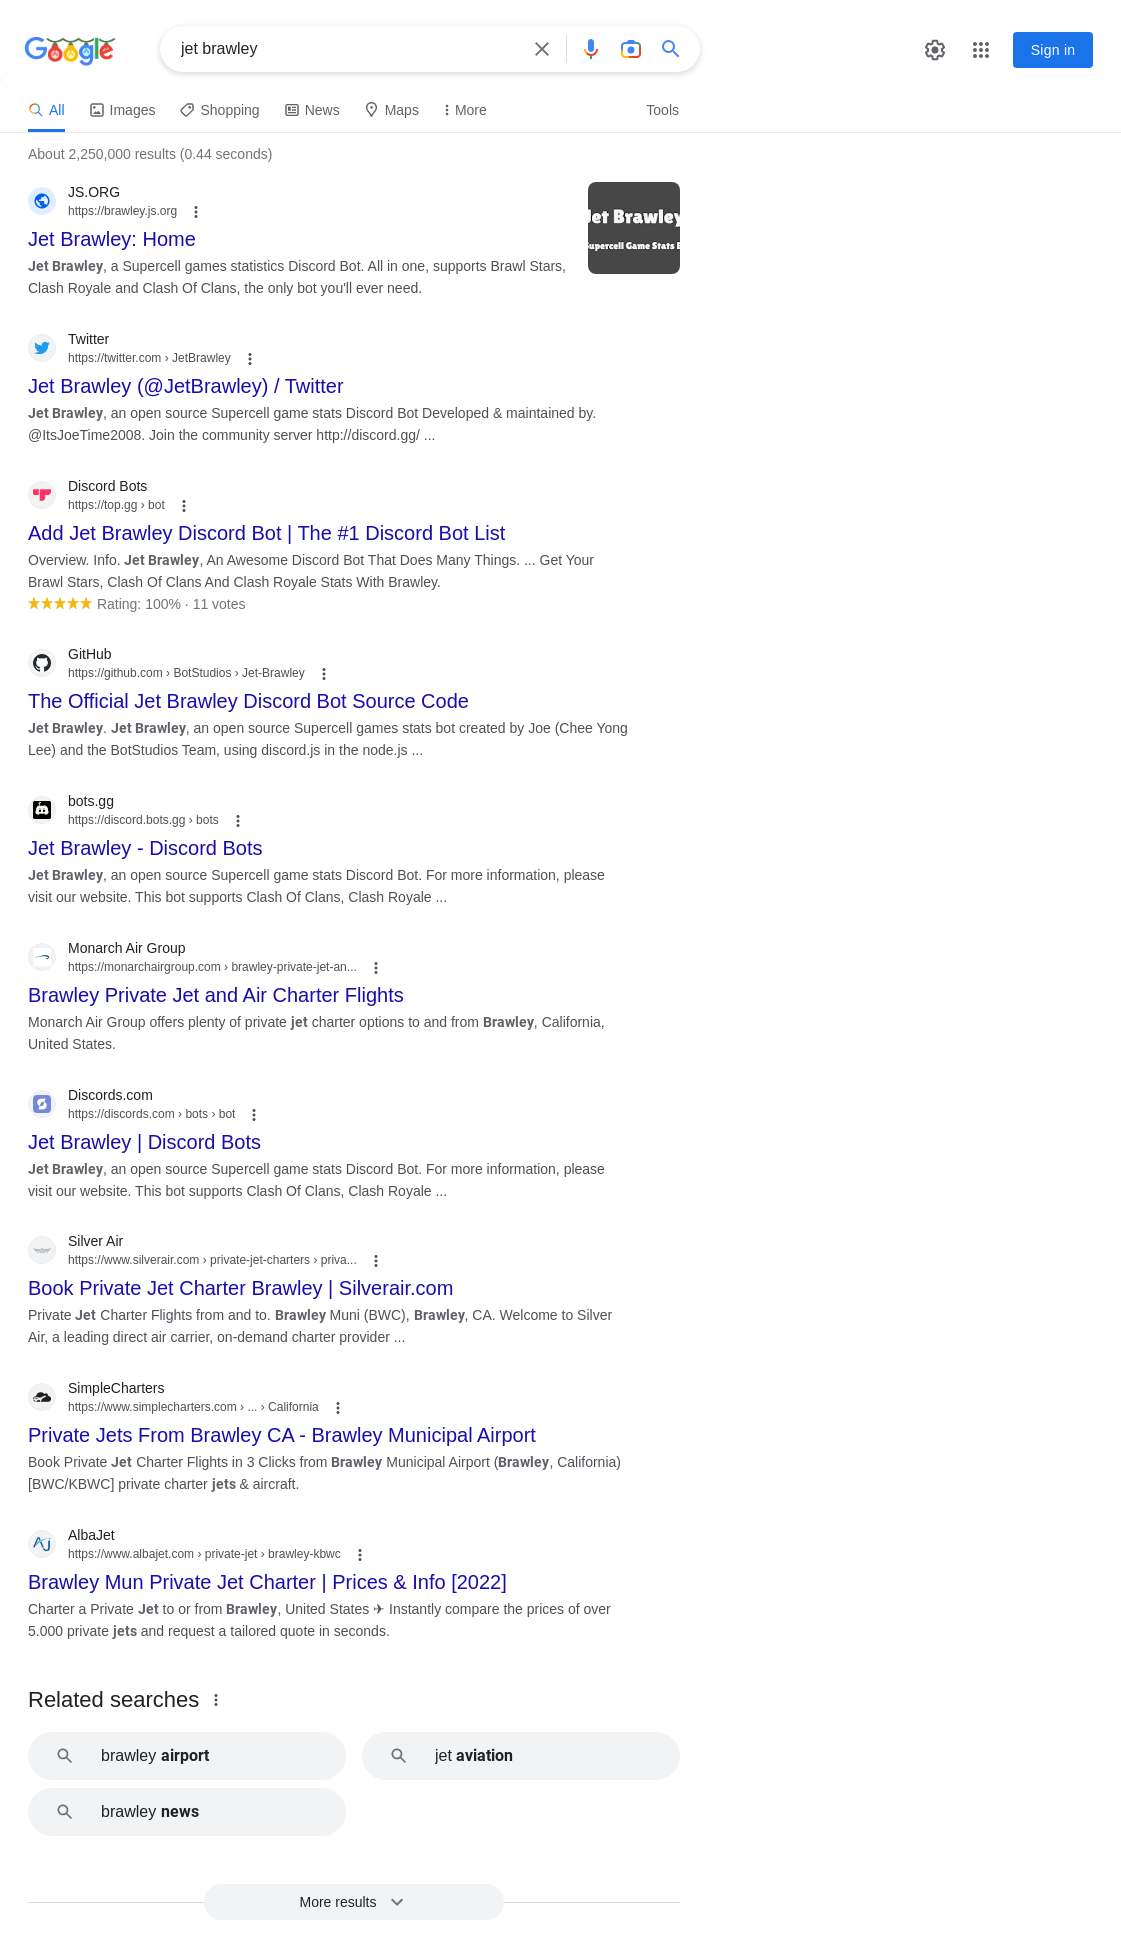 Google
jet brawley
Sign in
All
Images
Shopping
News
Maps
More
Tools
About 2,250,000 results (0.44 seconds)
JS.ORG
https://brawley.js.org
Jet Brawley: Home
Jet Brawley, a Supercell games statistics Discord Bot. All in one, supports Brawl Stars,
Clash Royale and Clash Of Clans, the only bot you'll ever need.
Jet Brawley
Supercell Game Stats
Twitter
https://twitter.com › JetBrawley
Jet Brawley (@JetBrawley) / Twitter
Jet Brawley, an open source Supercell game stats Discord Bot Developed & maintained by.
@ItsJoeTime2008. Join the community server http://discord.gg/ ...
Discord Bots
https://top.gg › bot
Add Jet Brawley Discord Bot | The #1 Discord Bot List
Overview. Info. Jet Brawley, An Awesome Discord Bot That Does Many Things. ... Get Your
Brawl Stars, Clash Of Clans And Clash Royale Stats With Brawley.
Rating: 100% · 11 votes
GitHub
https://github.com › BotStudios › Jet-Brawley
The Official Jet Brawley Discord Bot Source Code
Jet Brawley. Jet Brawley, an open source Supercell games stats bot created by Joe (Chee Yong
Lee) and the BotStudios Team, using discord.js in the node.js ...
bots.gg
https://discord.bots.gg › bots
Jet Brawley - Discord Bots
Jet Brawley, an open source Supercell game stats Discord Bot. For more information, please
visit our website. This bot supports Clash Of Clans, Clash Royale ...
Monarch Air Group
https://monarchairgroup.com › brawley-private-jet-an...
Brawley Private Jet and Air Charter Flights
Monarch Air Group offers plenty of private jet charter options to and from Brawley, California,
United States.
Discords.com
https://discords.com › bots › bot
Jet Brawley | Discord Bots
Jet Brawley, an open source Supercell game stats Discord Bot. For more information, please
visit our website. This bot supports Clash Of Clans, Clash Royale ...
Silver Air
https://www.silverair.com › private-jet-charters › priva...
Book Private Jet Charter Brawley | Silverair.com
Private Jet Charter Flights from and to. Brawley Muni (BWC), Brawley, CA. Welcome to Silver
Air, a leading direct air carrier, on-demand charter provider ...
SimpleCharters
https://www.simplecharters.com › ... › California
Private Jets From Brawley CA - Brawley Municipal Airport
Book Private Jet Charter Flights in 3 Clicks from Brawley Municipal Airport (Brawley, California)
[BWC/KBWC] private charter jets & aircraft.
AlbaJet
https://www.albajet.com › private-jet › brawley-kbwc
Brawley Mun Private Jet Charter | Prices & Info [2022]
Charter a Private Jet to or from Brawley, United States ✈ Instantly compare the prices of over
5.000 private jets and request a tailored quote in seconds.
Related searches
brawley airport
jet aviation
brawley news
More results